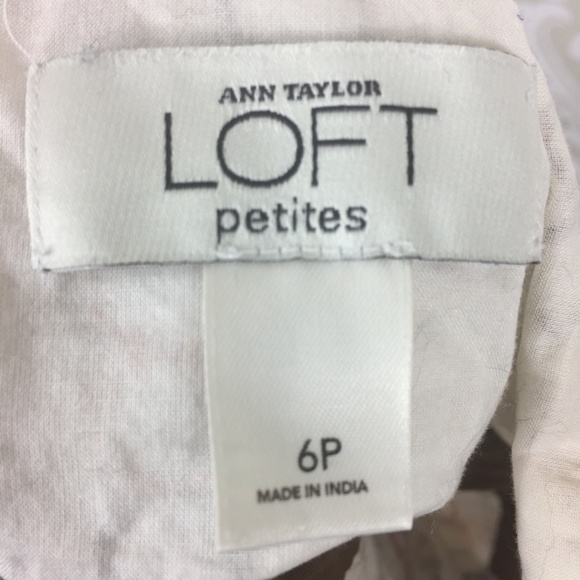 ANN TAYLOR
LOFT
petites
6P
MADE IN INDIA